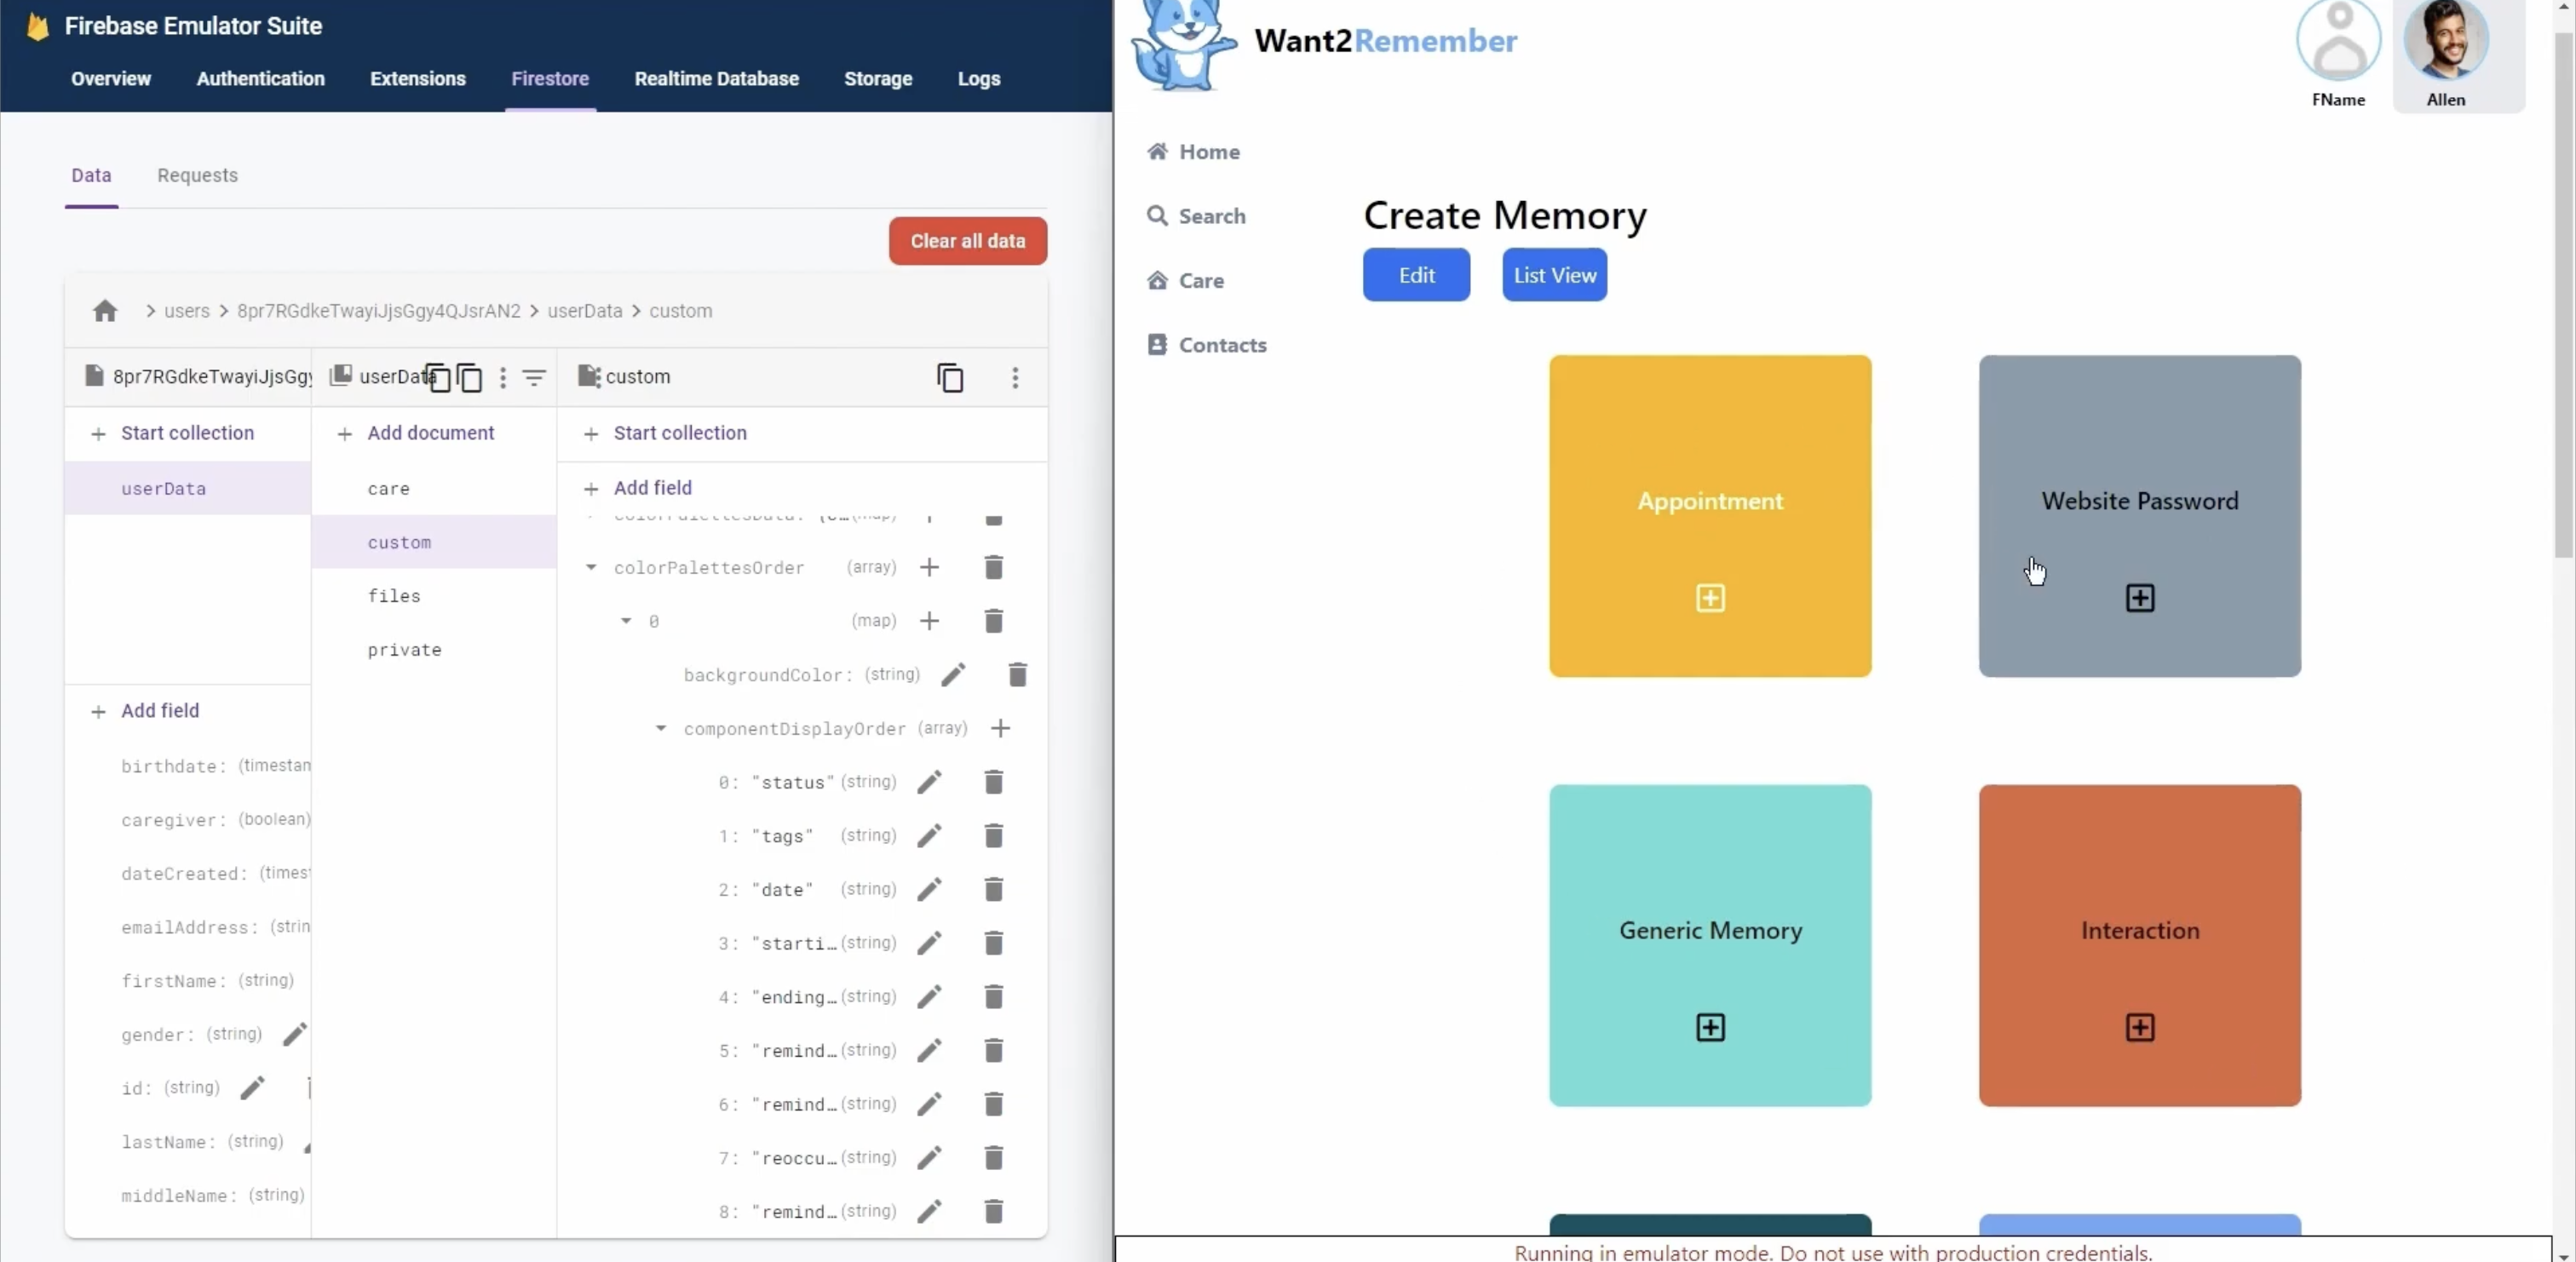 Firebase Emulator Suite
Overview Authentication Extensions Firestore Realtime Database Storage Logs
Data Requests
Clear all data
> users > 8pr7RGdkeTwayiJjsGgy4QJsrAN2 > userData > custom
8pr7RGdkeTwayiJjsGgy userData custom
+ Start collection + Add document + Start collection
userData
care
custom
files
private
+ Add field
birthdate: (timestam
caregiver: (boolean)
dateCreated: (times
emailAddress: (strin
firstName: (string)
gender: (string)
id: (string)
lastName: (string)
middleName: (string)
+ Add field
colorPalettesOrder (array)
0 (map)
backgroundColor: (string)
componentDisplayOrder (array)
0: "status" (string)
1: "tags" (string)
2: "date" (string)
3: "starti… (string)
4: "ending… (string)
5: "remind… (string)
6: "remind… (string)
7: "reoccu… (string)
8: "remind… (string)
Want2Remember
FName Allen
Home
Search
Care
Contacts
Create Memory
Edit List View
Appointment
Website Password
Generic Memory
Interaction
Running in emulator mode. Do not use with production credentials.